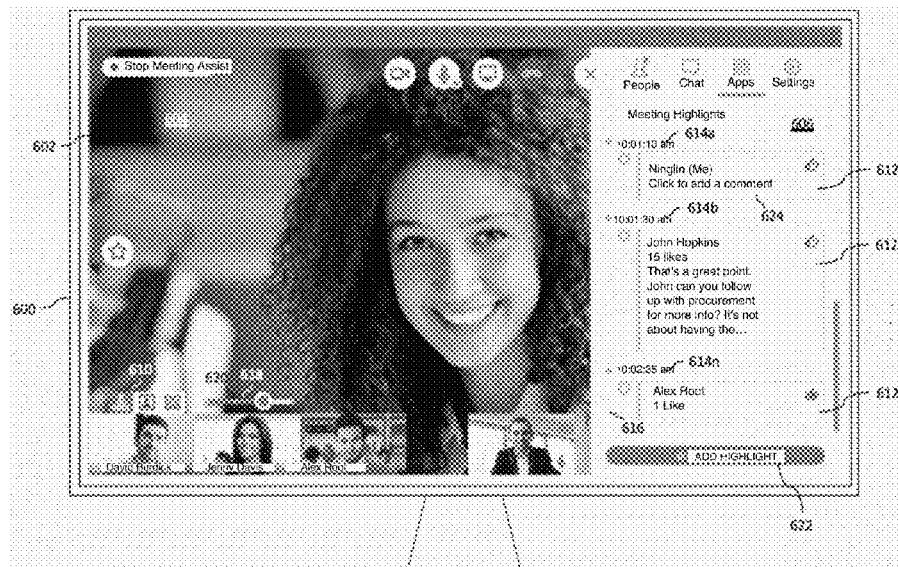 Stop Meeting Assist
People Chat Apps Settings
Meeting Highlights
606
602
10:01:10 am 614a
Ninglin (Me)
Click to add a comment
612
624
10:01:30 am 614b
John Hopkins
15 likes
That's a great point.
John can you follow
up with procurement
for more info? It's not
about having the...
612
600
10:02:35 am 614n
Alex Root
1 Like
612
616
David Burdick Jenny Davis Alex Root
ADD HIGHLIGHT
622